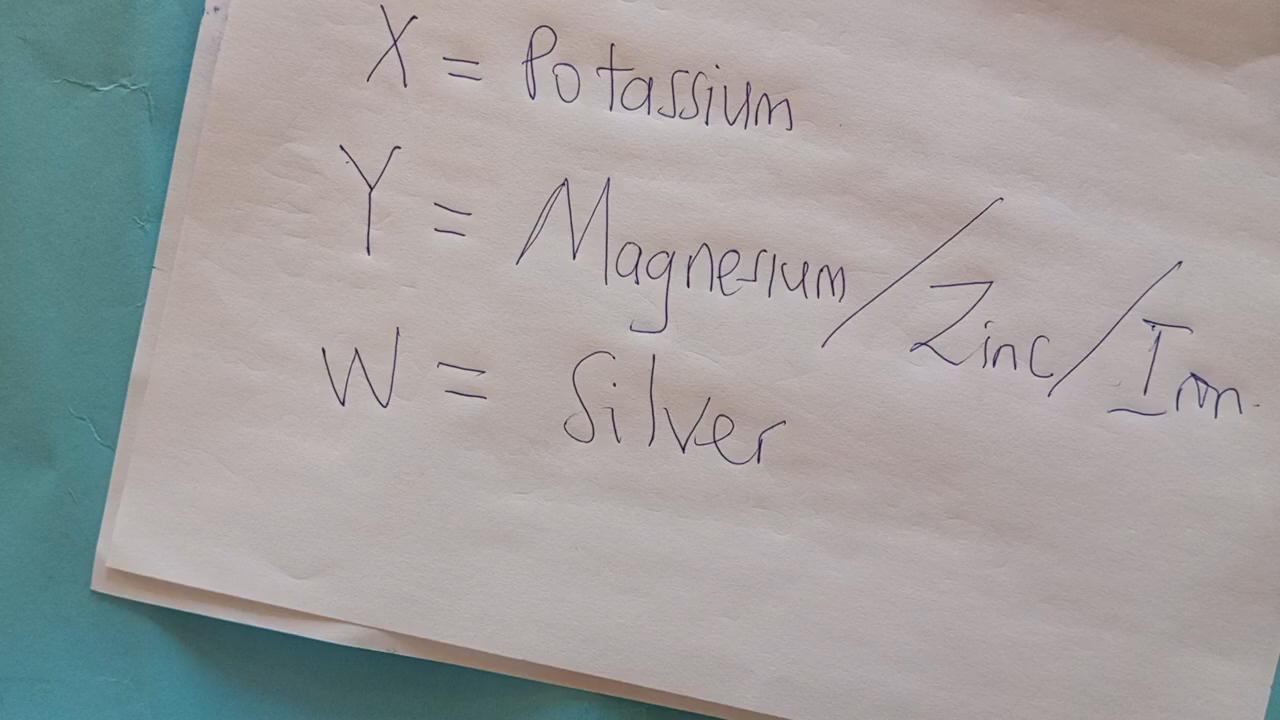 X = Potassium
Y = Magnesium/Zinc/Iron.
W = Silver